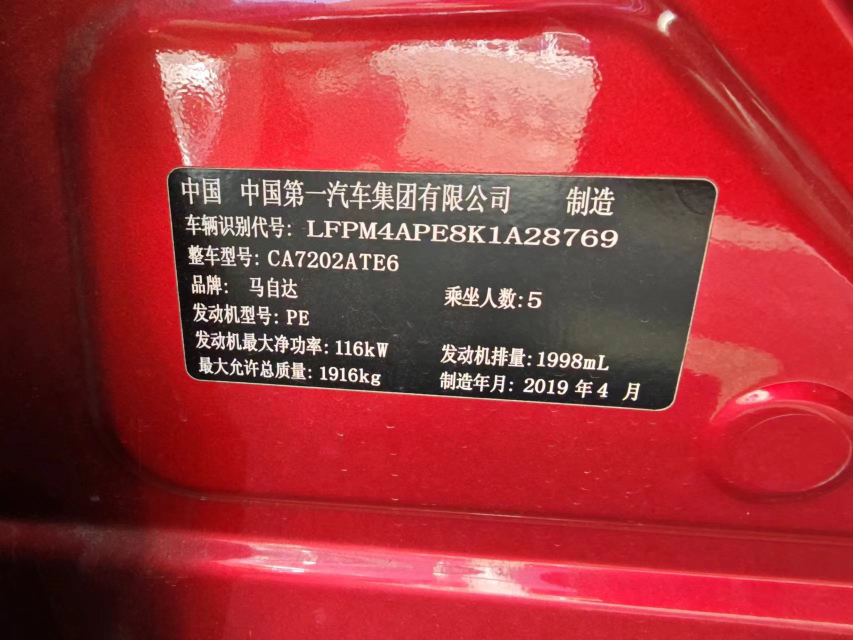 中国 中国第一汽车集团有限公司 制造
车辆识别代号: LFPM4APE8K1A28769
整车型号: CA7202ATE6
品牌: 马自达 乘坐人数: 5
发动机型号: PE
发动机最大净功率: 116kW 发动机排量: 1998mL
最大允许总质量: 1916kg 制造年月: 2019 年 4 月